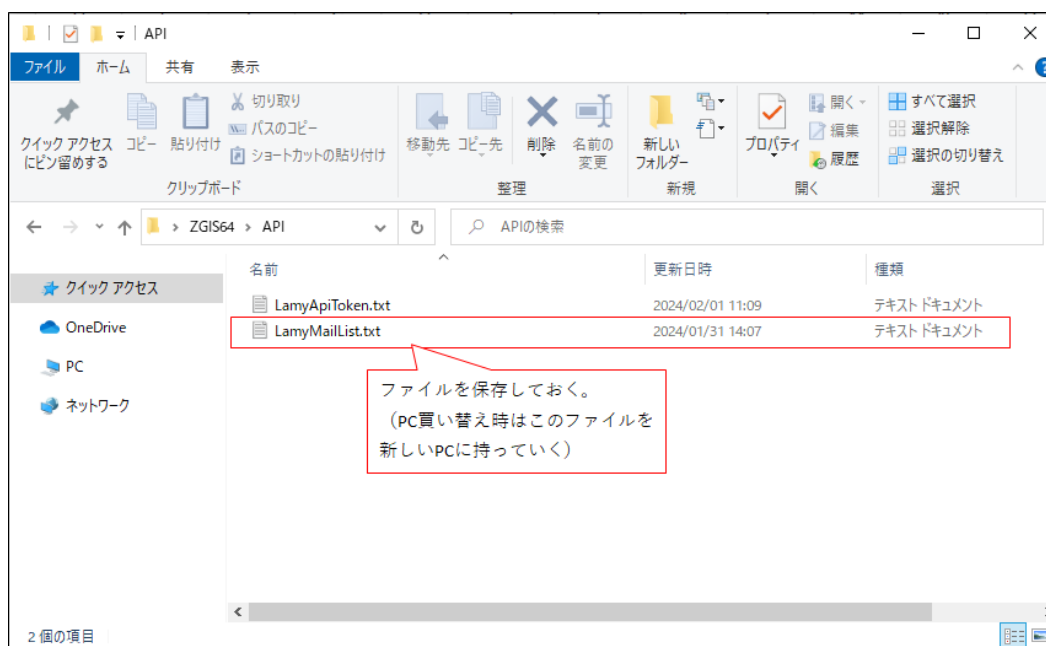 API
ファイル ホーム 共有 表示
クイック アクセス
にピン留めする
コピー
貼り付け
切り取り
パスのコピー
ショートカットの貼り付け
クリップボード
移動先
コピー先
削除
名前の
変更
整理
新しい
フォルダー
新規
プロパティ
開く
編集
履歴
開く
すべて選択
選択解除
選択の切り替え
選択
ZGIS64 > API
APIの検索
クイック アクセス
OneDrive
PC
ネットワーク
名前 更新日時 種類
LamyApiToken.txt 2024/02/01 11:09 テキスト ドキュメント
LamyMailList.txt 2024/01/31 14:07 テキスト ドキュメント
ファイルを保存しておく。
（PC買い替え時はこのファイルを
新しいPCに持っていく）
2 個の項目